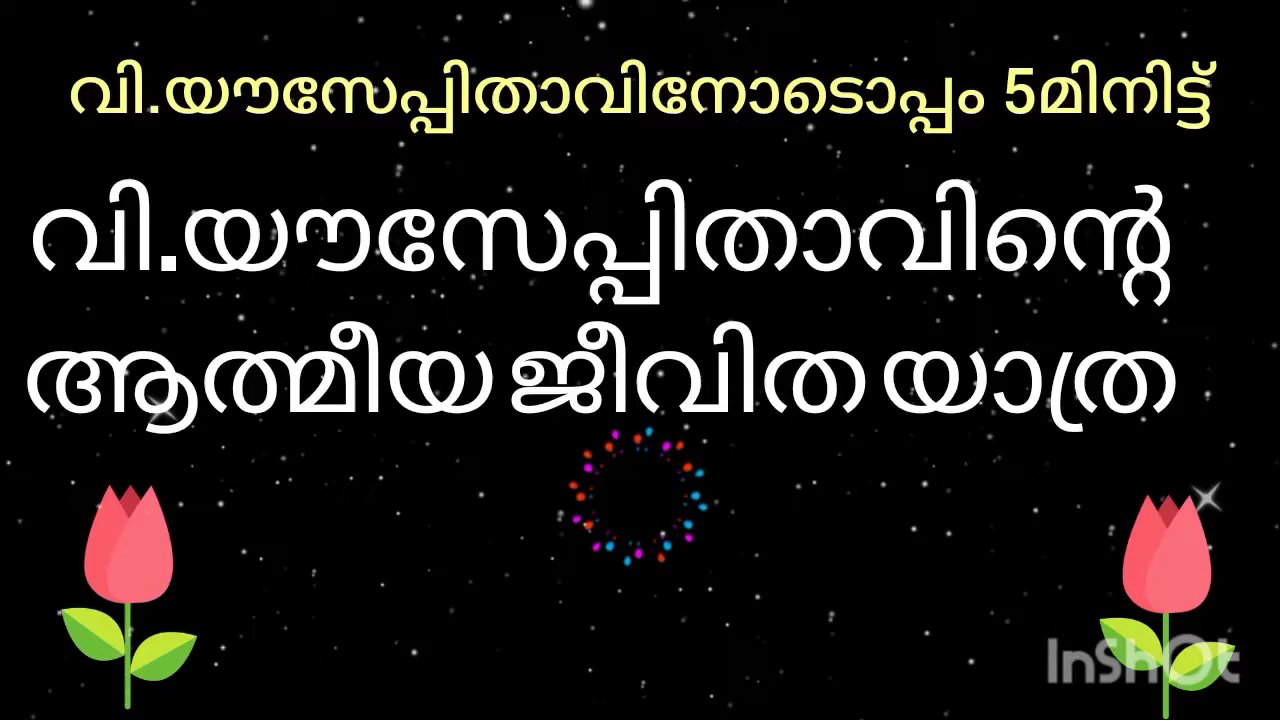 വി.യൗസേപ്പിതാവിനോടൊപ്പം 5മിനിട്ട്
വി.യൗസേപ്പിതാവിന്റെ
ആത്മീയ ജീവിത യാത്ര
InShOt